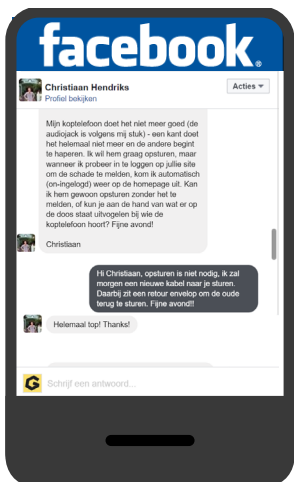 facebook®
Christiaan Hendriks
Acties
Profiel bekijken
Mijn koptelefoon doet het niet meer goed (de
audiojack is volgens mij stuk) - een kant doet
het helemaal niet meer en de andere begint
te haperen. Ik wil hem graag opsturen, maar
wanneer ik probeer in te loggen op jullie site
om de schade te melden, kom ik automatisch
(on-ingelogd) weer op de homepage uit. Kan
ik hem gewoon opsturen zonder het te
melden, of kun je aan de hand van wat er op
de doos staat uitvogelen bij wie de
koptelefoon hoort? Fijne avond!
Christiaan
Hi Christiaan, opsturen is niet nodig, ik zal
morgen een nieuwe kabel naar je sturen.
Daarbij zit een retour envelop om de oude
terug te sturen. Fijne avond!!
Helemaal top! Thanks!
G
Schrijf een antwoord...